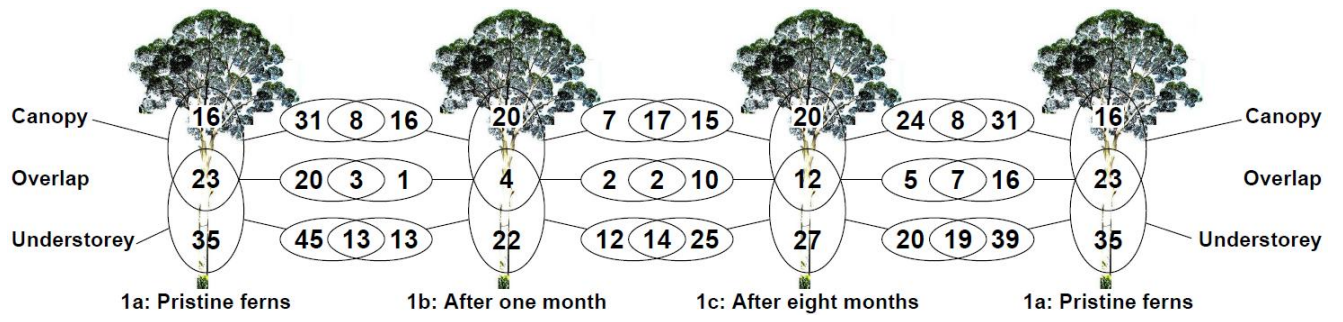 16 20 20 16
Canopy 31 8 16 7 17 15 24 8 31 Canopy
Overlap 23 20 3 1 4 2 2 10 12 5 7 16 23 Overlap
Understorey 35 45 13 13 22 12 14 25 27 20 19 39 35 Understorey
1a: Pristine ferns 1b: After one month 1c: After eight months 1a: Pristine ferns